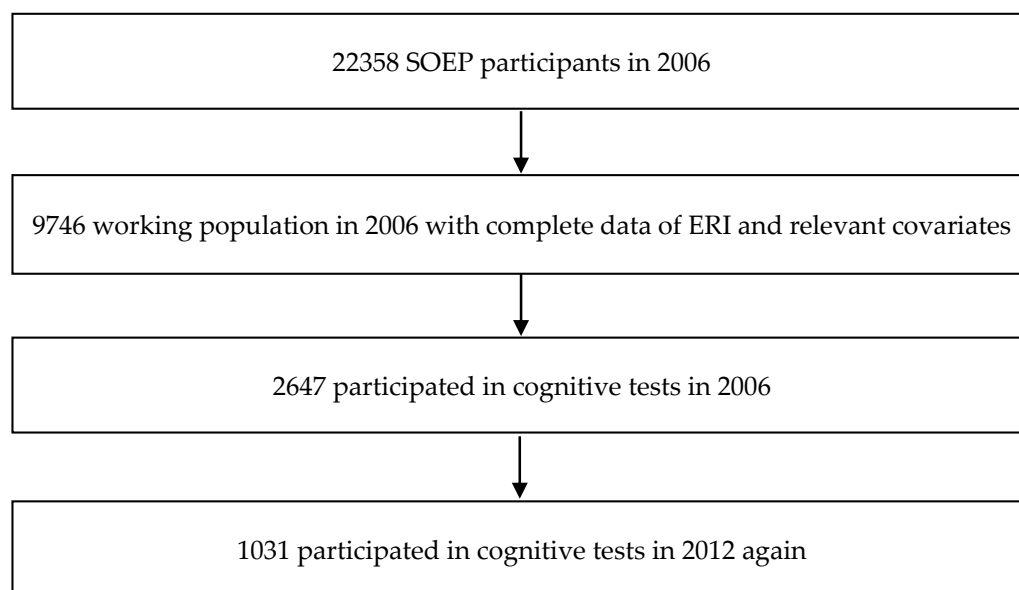 22358 SOEP participants in 2006
9746 working population in 2006 with complete data of ERI and relevant covariates
2647 participated in cognitive tests in 2006
1031 participated in cognitive tests in 2012 again